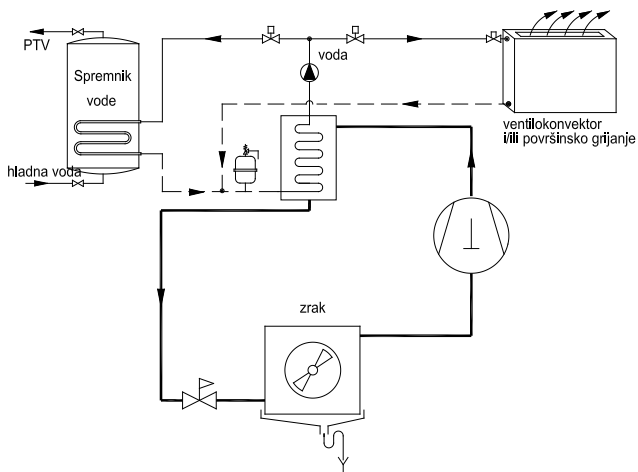 PTV
Spremnik
vode
hladna voda
voda
ventilokonvektor
i/ili površinsko grijanje
zrak